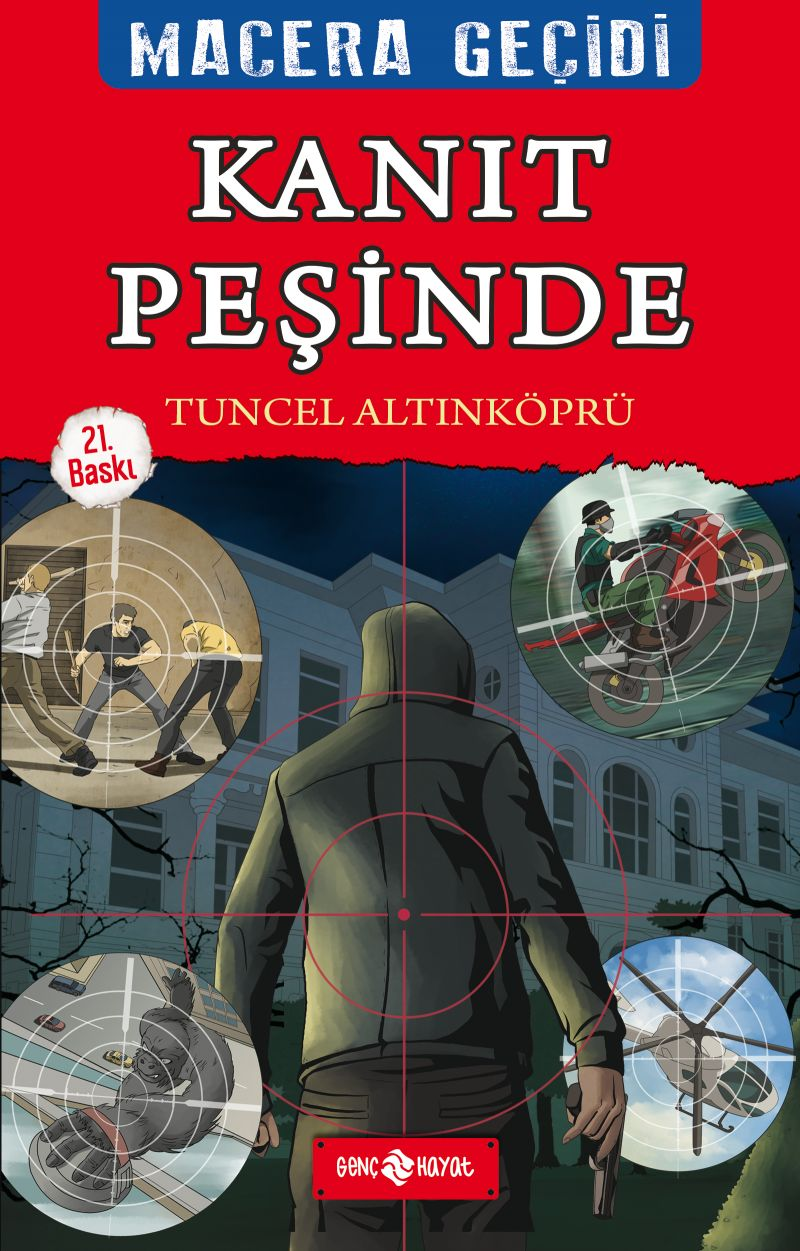 MACERA GEÇİDİ
KANIT
PEŞİNDE
TUNCEL ALTINKÖPRÜ
21.
Baskı
GENÇ HAYAT